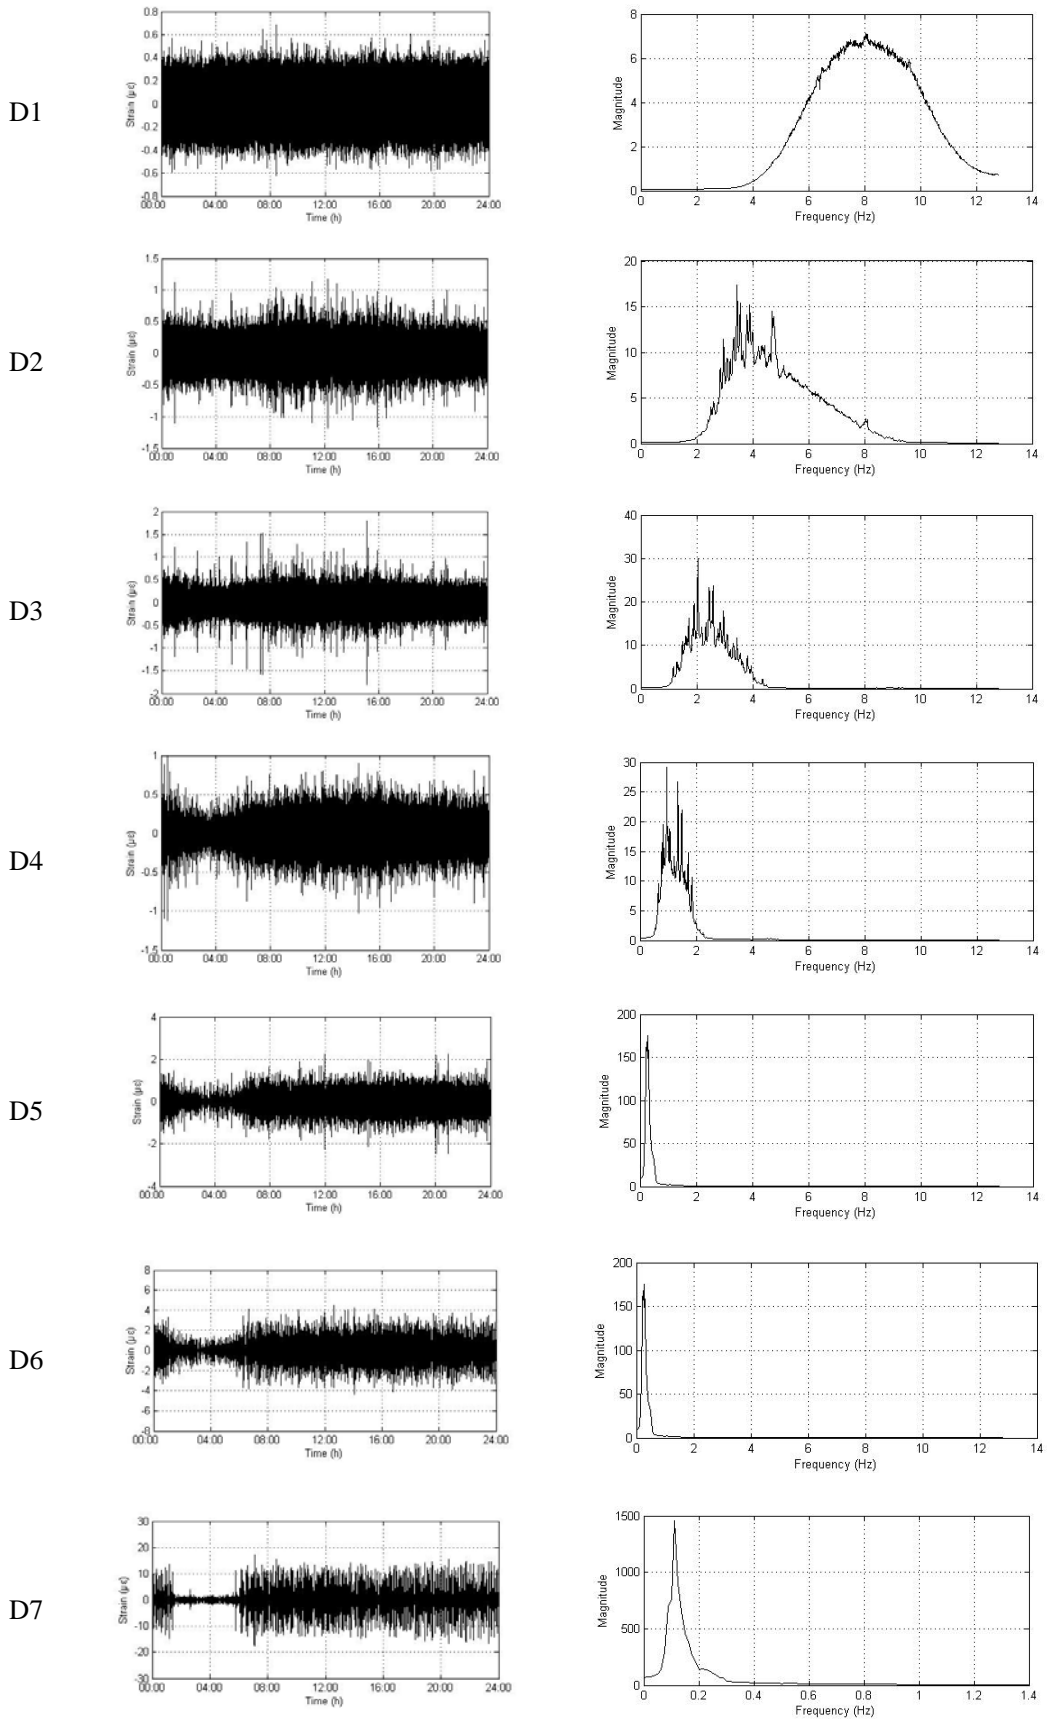 D1
Strain (με)
0.8
0.6
0.4
0.2
0
-0.2
-0.4
-0.6
-0.8
00:00 04:00 08:00 12:00 16:00 20:00 24:00
Time (h)
Magnitude
8
6
4
2
0
0 2 4 6 8 10 12 14
Frequency (Hz)
D2
Strain (με)
1.5
1
0.5
0
-0.5
-1
-1.5
00:00 04:00 08:00 12:00 16:00 20:00 24:00
Time (h)
Magnitude
20
15
10
5
0
0 2 4 6 8 10 12 14
Frequency (Hz)
D3
Strain (με)
2
1.5
1
0.5
0
-0.5
-1
-1.5
-2
00:00 04:00 08:00 12:00 16:00 20:00 24:00
Time (h)
Magnitude
40
30
20
10
0
0 2 4 6 8 10 12 14
Frequency (Hz)
D4
Strain (με)
1
0.5
0
-0.5
-1
-1.5
00:00 04:00 08:00 12:00 16:00 20:00 24:00
Time (h)
Magnitude
30
25
20
15
10
5
0
0 2 4 6 8 10 12 14
Frequency (Hz)
D5
Strain (με)
4
2
0
-2
-4
00:00 04:00 08:00 12:00 16:00 20:00 24:00
Time (h)
Magnitude
200
150
100
50
0
0 2 4 6 8 10 12 14
Frequency (Hz)
D6
Strain (με)
8
6
4
2
0
-2
-4
-6
-8
00:00 04:00 08:00 12:00 16:00 20:00 24:00
Time (h)
Magnitude
200
150
100
50
0
0 2 4 6 8 10 12 14
Frequency (Hz)
D7
Strain (με)
30
20
10
0
-10
-20
-30
00:00 04:00 08:00 12:00 16:00 20:00 24:00
Time (h)
Magnitude
1500
1000
500
0
0 0.2 0.4 0.6 0.8 1 1.2 1.4
Frequency (Hz)